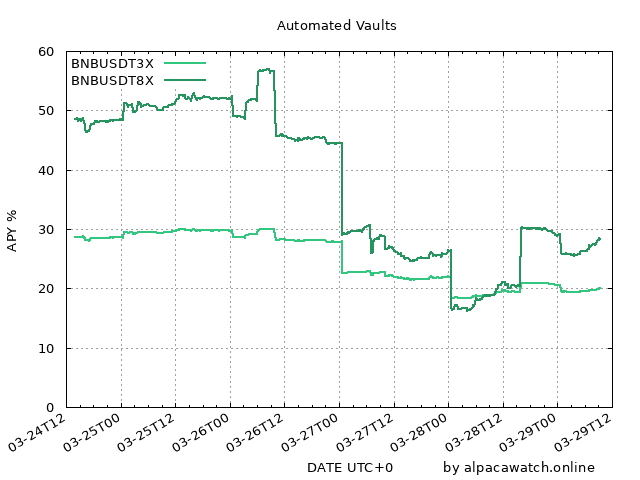 Automated Vaults
BNBUSDT3X
BNBUSDT8X
APY %
60
50
40
30
20
10
0
03-24T12
03-25T00
03-25T12
03-26T00
03-26T12
03-27T00
03-27T12
03-28T00
03-28T12
03-29T00
03-29T12
DATE UTC+0
by alpacawatch.online